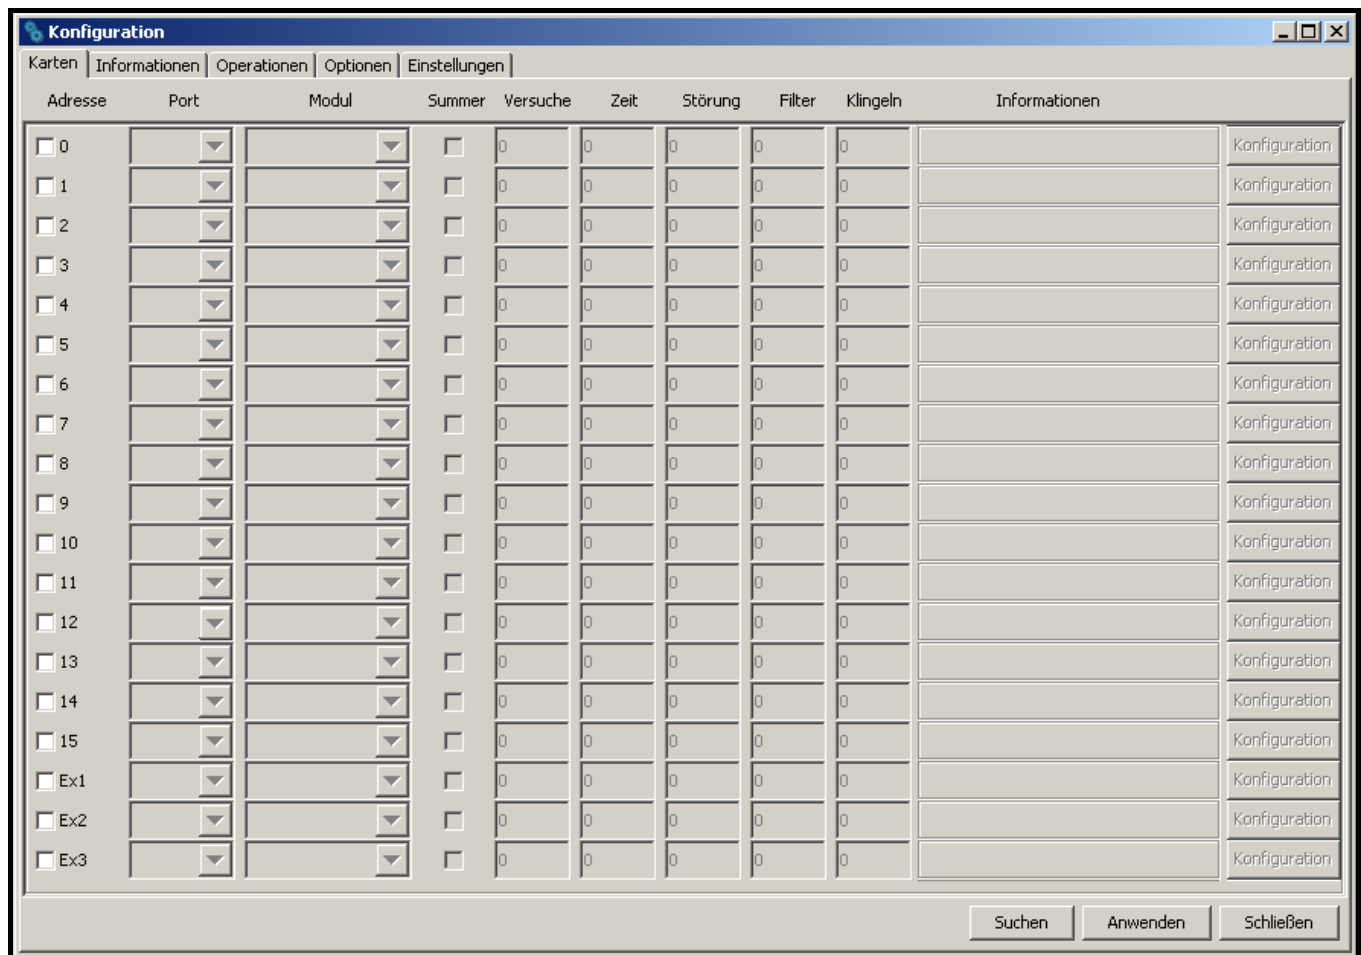 Konfiguration
Karten Informationen Operationen Optionen Einstellungen
Adresse Port Modul Summer Versuche Zeit Störung Filter Klingeln Informationen
0 0 0 0 0 0 Konfiguration
1 0 0 0 0 0 Konfiguration
2 0 0 0 0 0 Konfiguration
3 0 0 0 0 0 Konfiguration
4 0 0 0 0 0 Konfiguration
5 0 0 0 0 0 Konfiguration
6 0 0 0 0 0 Konfiguration
7 0 0 0 0 0 Konfiguration
8 0 0 0 0 0 Konfiguration
9 0 0 0 0 0 Konfiguration
10 0 0 0 0 0 Konfiguration
11 0 0 0 0 0 Konfiguration
12 0 0 0 0 0 Konfiguration
13 0 0 0 0 0 Konfiguration
14 0 0 0 0 0 Konfiguration
15 0 0 0 0 0 Konfiguration
Ex1 0 0 0 0 0 Konfiguration
Ex2 0 0 0 0 0 Konfiguration
Ex3 0 0 0 0 0 Konfiguration
Suchen Anwenden Schließen